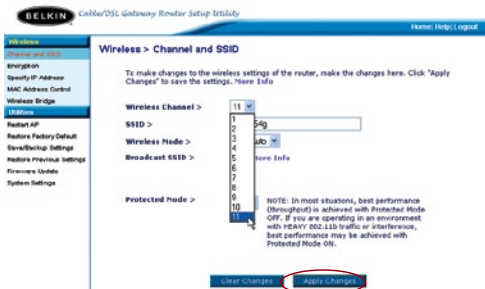 BELKIN Cable/DSL Gateway Router Setup Utility
Home| Help| Logout
Wireless
Channel and SSID
Encryption
Specify IP Address
MAC Address Control
Wireless Bridge
Utilities
Restart AP
Restore Factory Default
Save/Backup Settings
Restore Previous Settings
Firmware Update
System Settings
Wireless > Channel and SSID
To make changes to the wireless settings of the router, make the changes here. Click "Apply
Changes" to save the settings. More Info
Wireless Channel > 11
1
2
3
4
5
6
7
8
9
10
11
SSID > 54g
Wireless Mode >
Broadcast SSID > More Info
Protected Mode >
NOTE: In most situations, best performance
(throughput) is achieved with Protected Mode
OFF. If you are operating in an environment
with HEAVY 802.11b traffic or interference,
best performance may be achieved with
Protected Mode ON.
Clear Changes
Apply Changes